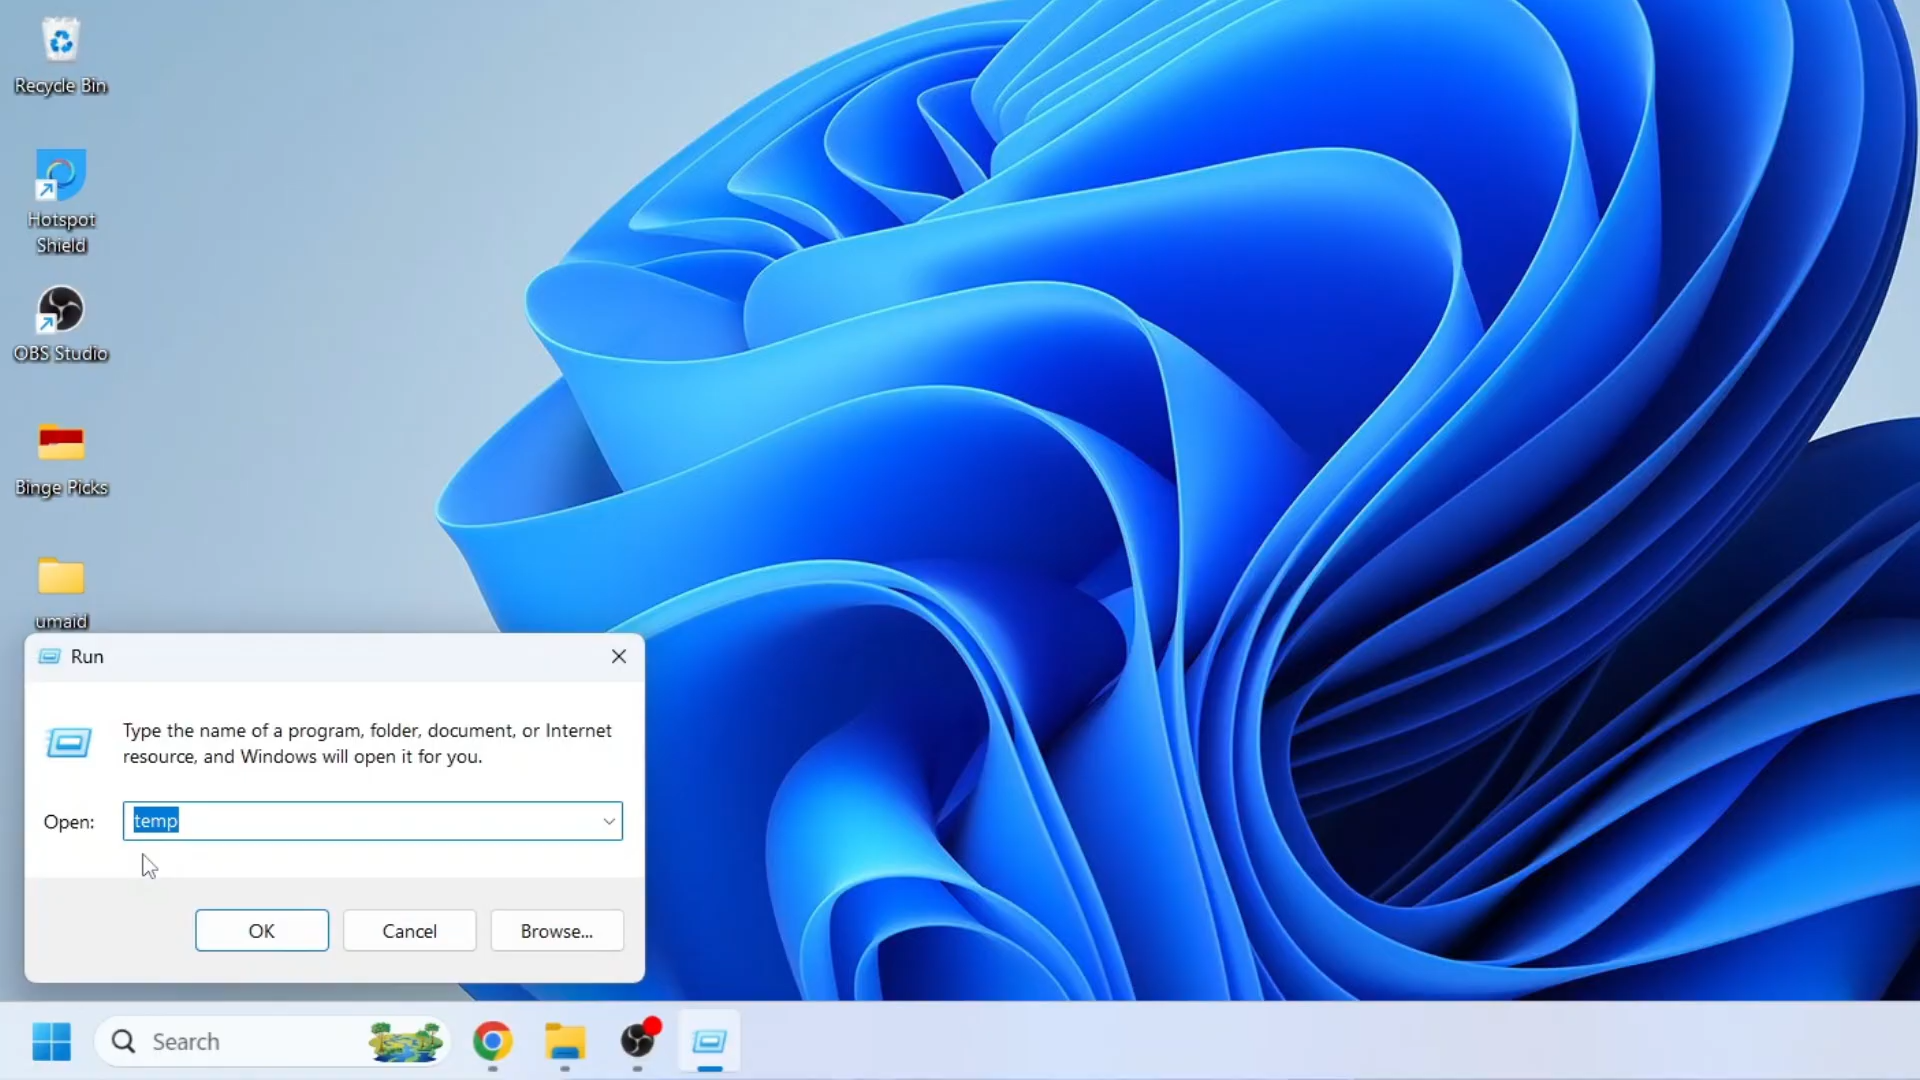 Recycle Bin
Hotspot
Shield
OBS Studio
Binge Picks
umaid
Run
Type the name of a program, folder, document, or Internet
resource, and Windows will open it for you.
Open:
temp
OK
Cancel
Browse...
Search